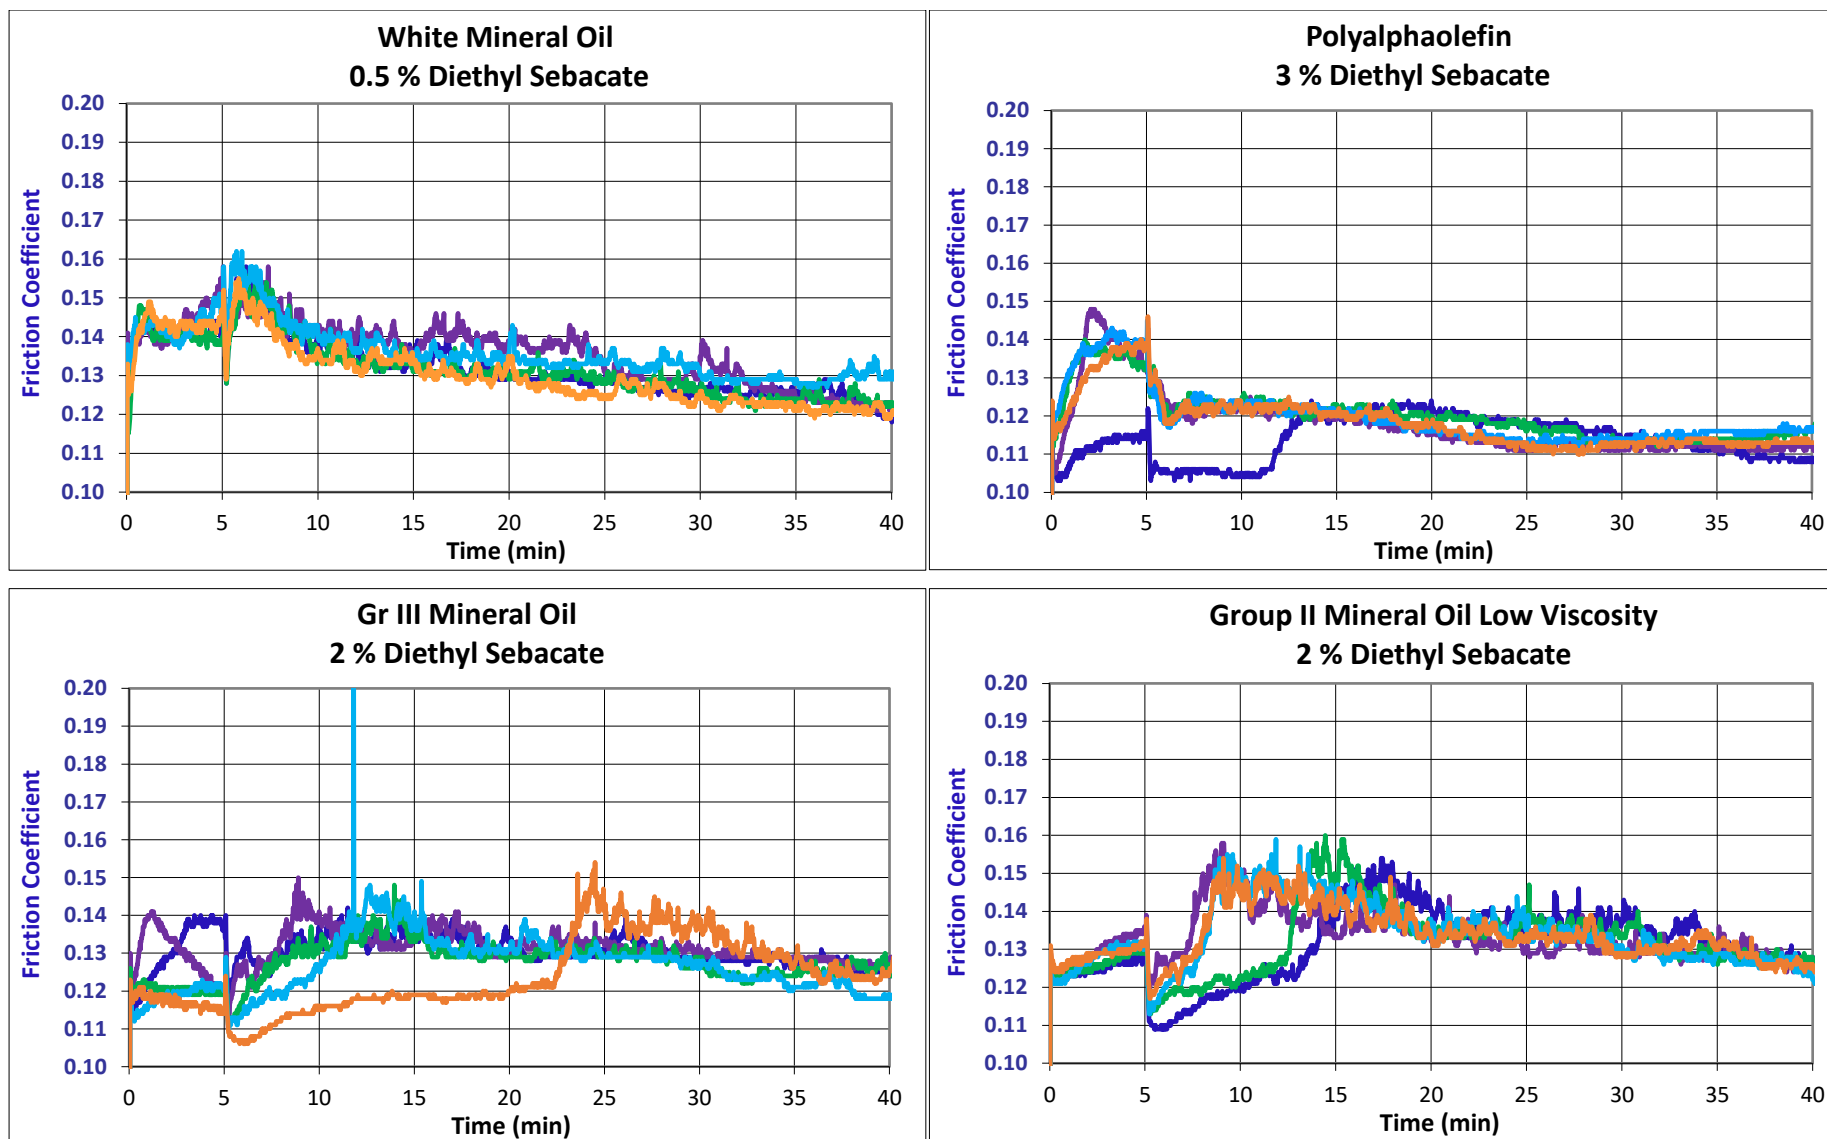 White Mineral Oil
0.5 % Diethyl Sebacate
Friction Coefficient
0.20
0.19
0.18
0.17
0.16
0.15
0.14
0.13
0.12
0.11
0.10
0 5 10 15 20 25 30 35 40
Time (min)
Polyalphaolefin
3 % Diethyl Sebacate
Friction Coefficient
0.20
0.19
0.18
0.17
0.16
0.15
0.14
0.13
0.12
0.11
0.10
0 5 10 15 20 25 30 35 40
Time (min)
Gr III Mineral Oil
2 % Diethyl Sebacate
Friction Coefficient
0.20
0.19
0.18
0.17
0.16
0.15
0.14
0.13
0.12
0.11
0.10
0 5 10 15 20 25 30 35 40
Time (min)
Group II Mineral Oil Low Viscosity
2 % Diethyl Sebacate
Friction Coefficient
0.20
0.19
0.18
0.17
0.16
0.15
0.14
0.13
0.12
0.11
0.10
0 5 10 15 20 25 30 35 40
Time (min)